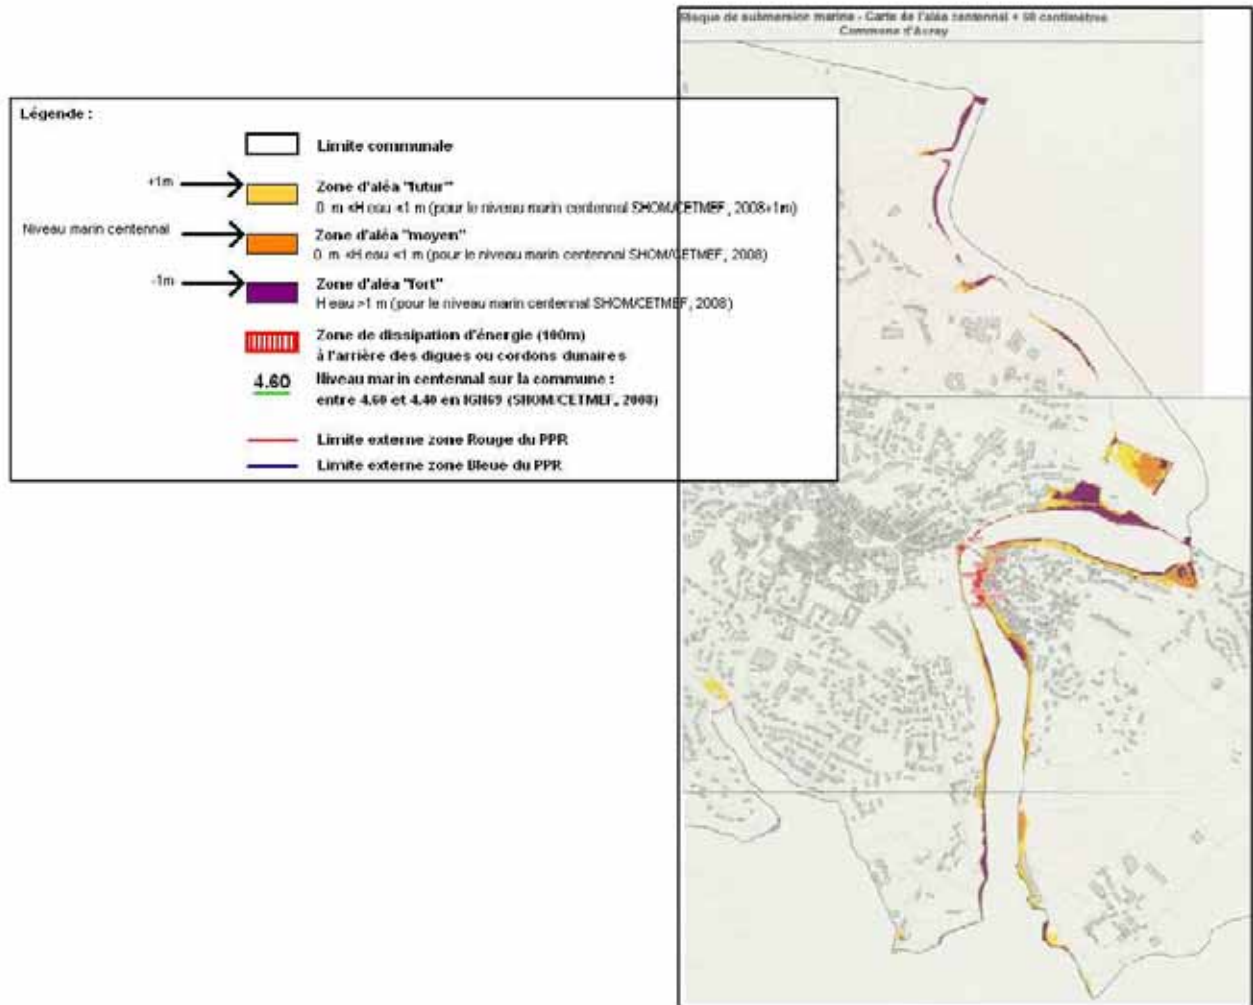 Risque de submersion marine - Carte de l'aléa centennal + 50 centimètres
Commune d'Auray
Légende :
Limite communale
+1m
Zone d'aléa "futur"
0 m <H eau <1 m (pour le niveau marin centennal SHOM/CETMEF, 2008+1m)
Niveau marin centennal
Zone d'aléa "moyen"
0 m <H eau <1 m (pour le niveau marin centennal SHOM/CETMEF, 2008)
-1m
Zone d'aléa "fort"
H eau >1 m (pour le niveau marin centennal SHOM/CETMEF, 2008)
Zone de dissipation d'énergie (100m)
à l'arrière des digues ou cordons dunaires
4.60
Niveau marin centennal sur la commune :
entre 4.60 et 4.40 en IGN69 (SHOM/CETMEF, 2008)
Limite externe zone Rouge du PPR
Limite externe zone Bleue du PPR